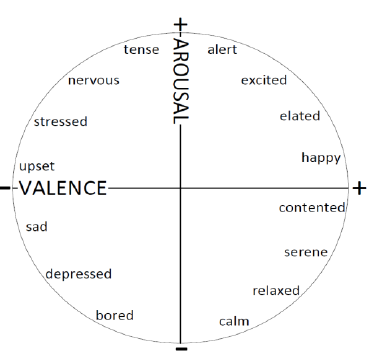 +
tense
alert
AROUSAL
nervous
excited
stressed
elated
upset
happy
- VALENCE +
sad
contented
serene
depressed
relaxed
bored
calm
-